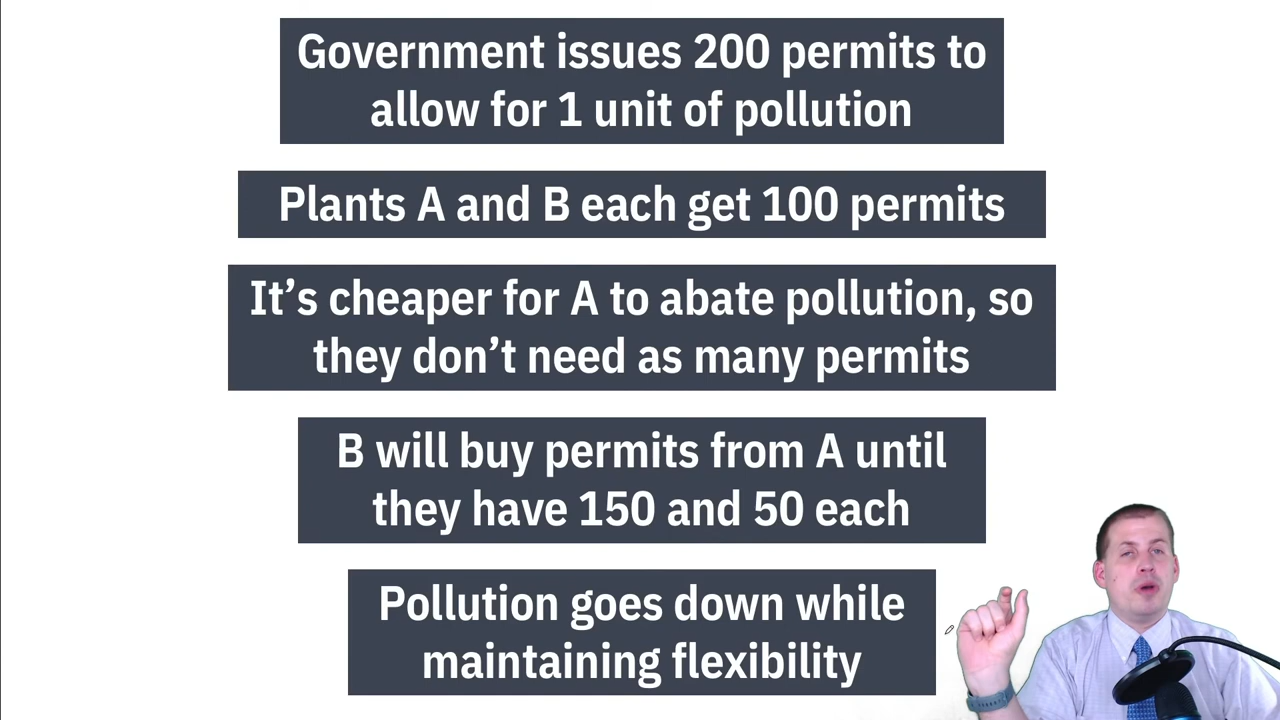 Government issues 200 permits to
allow for 1 unit of pollution
Plants A and B each get 100 permits
It’s cheaper for A to abate pollution, so
they don’t need as many permits
B will buy permits from A until
they have 150 and 50 each
Pollution goes down while
maintaining flexibility